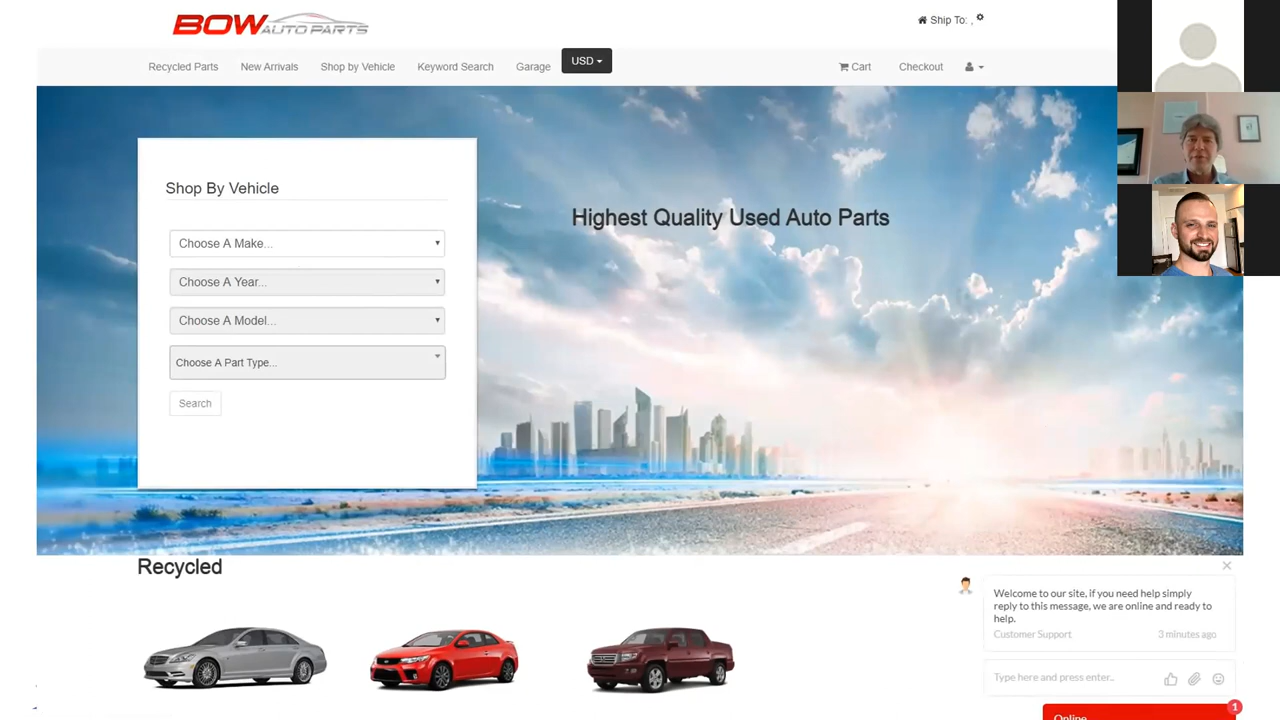 BOW AUTO PARTS
Ship To: ,
Recycled Parts
New Arrivals
Shop by Vehicle
Keyword Search
Garage
USD
Cart
Checkout
Shop By Vehicle
Choose A Make...
Choose A Year...
Choose A Model...
Choose A Part Type...
Search
Highest Quality Used Auto Parts
Recycled
Welcome to our site, if you need help simply
reply to this message, we are online and ready to
help.
Customer Support
3 minutes ago
Type here and press enter..
1
Online